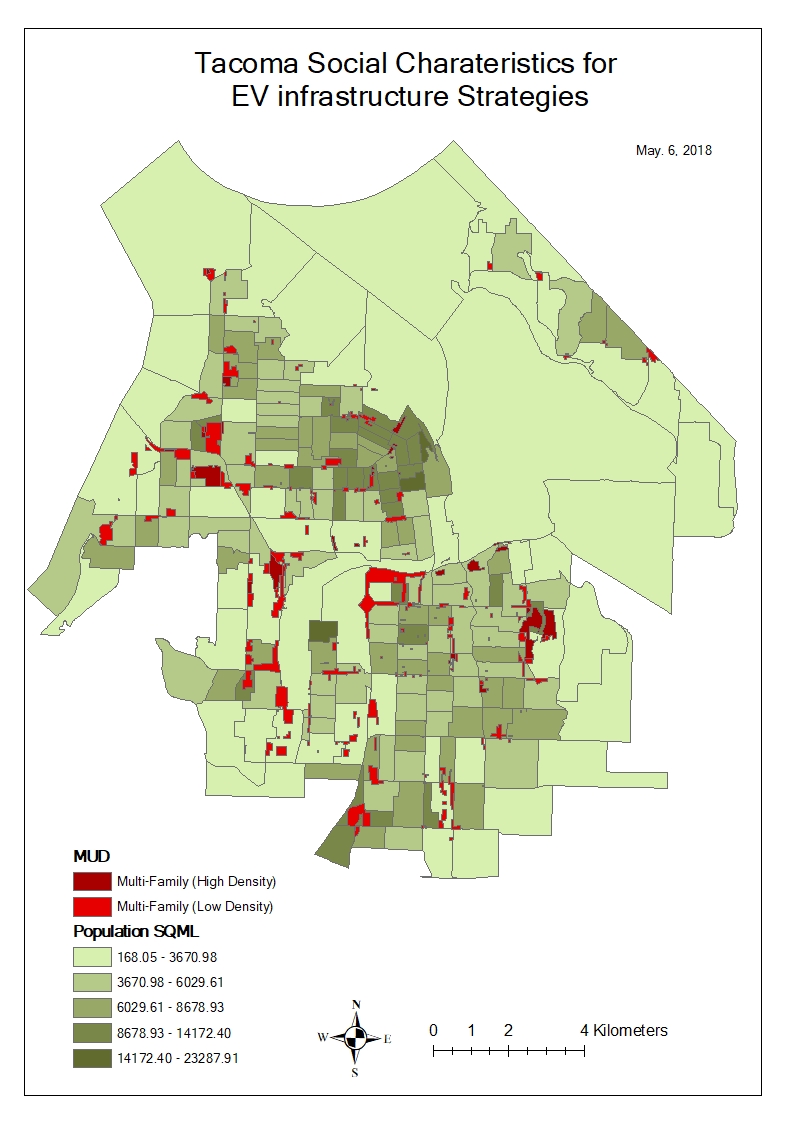 Tacoma Social Charateristics for
EV infrastructure Strategies
May. 6, 2018
MUD
Multi-Family (High Density)
Multi-Family (Low Density)
Population SQML
168.05 - 3670.98
3670.98 - 6029.61
6029.61 - 8678.93
8678.93 - 14172.40
14172.40 - 23287.91
N
W E
S
0 1 2 4 Kilometers